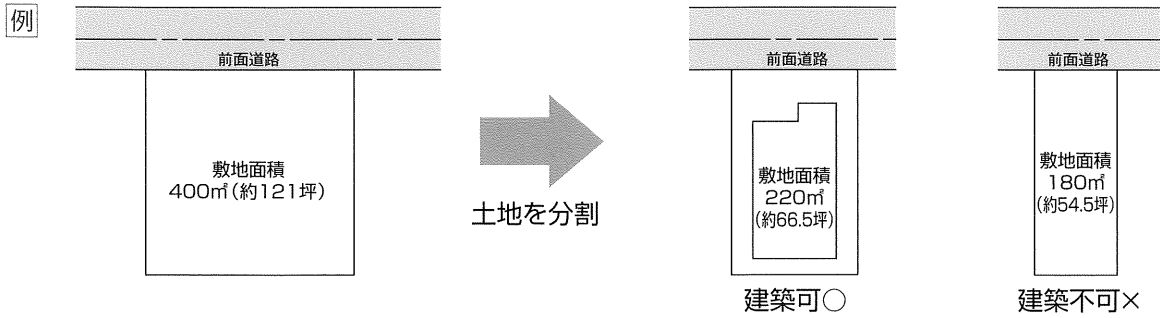 例
前面道路
敷地面積
400㎡(約121坪)
土地を分割
前面道路
敷地面積
220㎡
(約66.5坪)
建築可○
前面道路
敷地面積
180㎡
(約54.5坪)
建築不可×